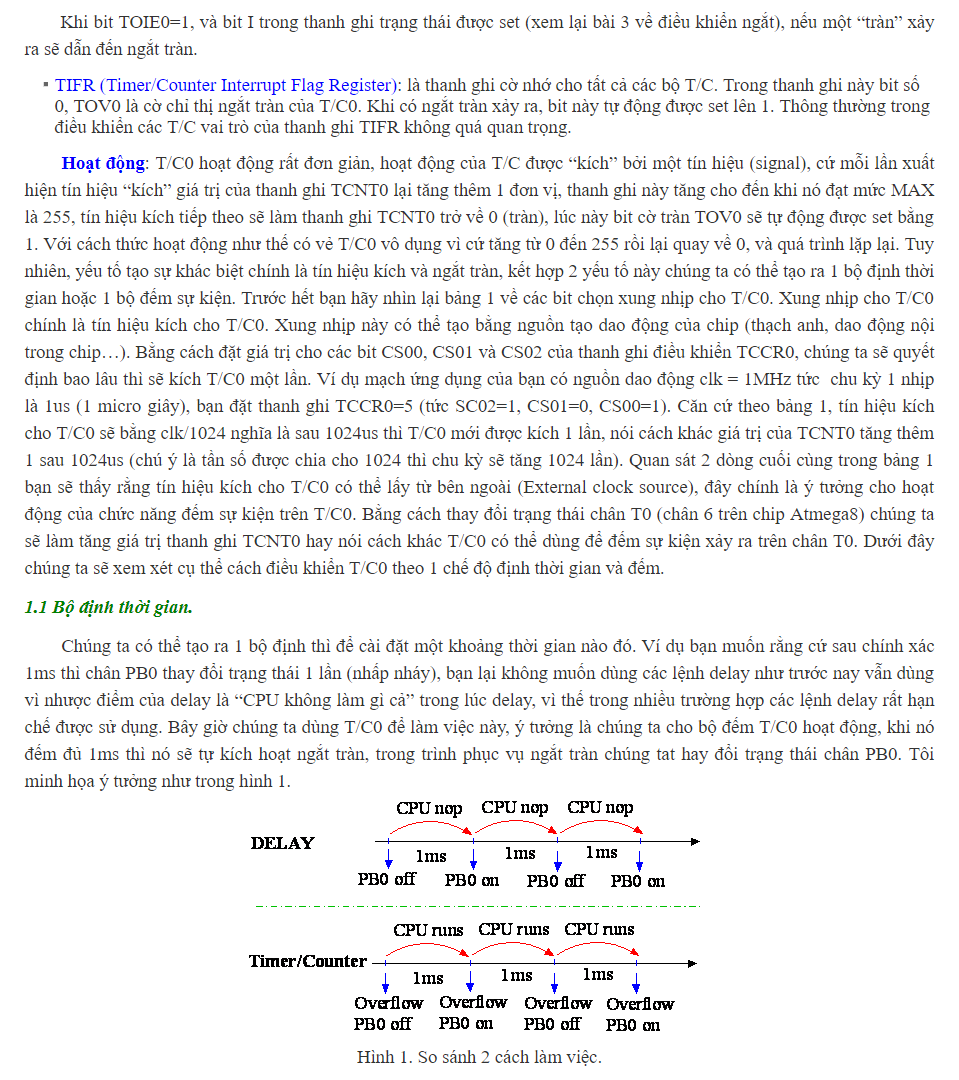 Khi bit TOIE0=1, và bit I trong thanh ghi trạng thái được set (xem lại bài 3 về điều khiển ngắt), nếu một “tràn” xảy
ra sẽ dẫn đến ngắt tràn.
▪ TIFR (Timer/Counter Interrupt Flag Register): là thanh ghi cờ nhớ cho tất cả các bộ T/C. Trong thanh ghi này bit số
0, TOV0 là cờ chỉ thị ngắt tràn của T/C0. Khi có ngắt tràn xảy ra, bit này tự động được set lên 1. Thông thường trong
điều khiển các T/C vai trò của thanh ghi TIFR không quá quan trọng.
Hoạt động: T/C0 hoạt động rất đơn giản, hoạt động của T/C được “kích” bởi một tín hiệu (signal), cứ mỗi lần xuất
hiện tín hiệu “kích” giá trị của thanh ghi TCNT0 lại tăng thêm 1 đơn vị, thanh ghi này tăng cho đến khi nó đạt mức MAX
là 255, tín hiệu kích tiếp theo sẽ làm thanh ghi TCNT0 trở về 0 (tràn), lúc này bit cờ tràn TOV0 sẽ tự động được set bằng
1. Với cách thức hoạt động như thế có vẻ T/C0 vô dụng vì cứ tăng từ 0 đến 255 rồi lại quay về 0, và quá trình lặp lại. Tuy
nhiên, yếu tố tạo sự khác biệt chính là tín hiệu kích và ngắt tràn, kết hợp 2 yếu tố này chúng ta có thể tạo ra 1 bộ định thời
gian hoặc 1 bộ đếm sự kiện. Trước hết bạn hãy nhìn lại bảng 1 về các bit chọn xung nhịp cho T/C0. Xung nhịp cho T/C0
chính là tín hiệu kích cho T/C0. Xung nhịp này có thể tạo bằng nguồn tạo dao động của chip (thạch anh, dao động nội
trong chip…). Bằng cách đặt giá trị cho các bit CS00, CS01 và CS02 của thanh ghi điều khiển TCCR0, chúng ta sẽ quyết
định bao lâu thì sẽ kích T/C0 một lần. Ví dụ mạch ứng dụng của bạn có nguồn dao động clk = 1MHz tức chu kỳ 1 nhịp
là 1us (1 micro giây), bạn đặt thanh ghi TCCR0=5 (tức SC02=1, CS01=0, CS00=1). Căn cứ theo bảng 1, tín hiệu kích
cho T/C0 sẽ bằng clk/1024 nghĩa là sau 1024us thì T/C0 mới được kích 1 lần, nói cách khác giá trị của TCNT0 tăng thêm
1 sau 1024us (chú ý là tần số được chia cho 1024 thì chu kỳ sẽ tăng 1024 lần). Quan sát 2 dòng cuối cùng trong bảng 1
bạn sẽ thấy rằng tín hiệu kích cho T/C0 có thể lấy từ bên ngoài (External clock source), đây chính là ý tưởng cho hoạt
động của chức năng đếm sự kiện trên T/C0. Bằng cách thay đổi trạng thái chân T0 (chân 6 trên chip Atmega8) chúng ta
sẽ làm tăng giá trị thanh ghi TCNT0 hay nói cách khác T/C0 có thể dùng để đếm sự kiện xảy ra trên chân T0. Dưới đây
chúng ta sẽ xem xét cụ thể cách điều khiển T/C0 theo 1 chế độ định thời gian và đếm.
1.1 Bộ định thời gian.
Chúng ta có thể tạo ra 1 bộ định thì để cài đặt một khoảng thời gian nào đó. Ví dụ bạn muốn rằng cứ sau chính xác
1ms thì chân PB0 thay đổi trạng thái 1 lần (nhấp nháy), bạn lại không muốn dùng các lệnh delay như trước nay vẫn dùng
vì nhược điểm của delay là “CPU không làm gì cả” trong lúc delay, vì thế trong nhiều trường hợp các lệnh delay rất hạn
chế được sử dụng. Bây giờ chúng ta dùng T/C0 để làm việc này, ý tưởng là chúng ta cho bộ đếm T/C0 hoạt động, khi nó
đếm đủ 1ms thì nó sẽ tự kích hoạt ngắt tràn, trong trình phục vụ ngắt tràn chúng tat hay đổi trạng thái chân PB0. Tôi
minh họa ý tưởng như trong hình 1.
CPU nop CPU nop CPU nop
DELAY
1ms 1ms 1ms
PB0 off PB0 on PB0 off PB0 on
CPU runs CPU runs CPU runs
Timer/Counter
1ms 1ms 1ms
Overflow Overflow Overflow Overflow
PB0 off PB0 on PB0 off PB0 on
Hình 1. So sánh 2 cách làm việc.